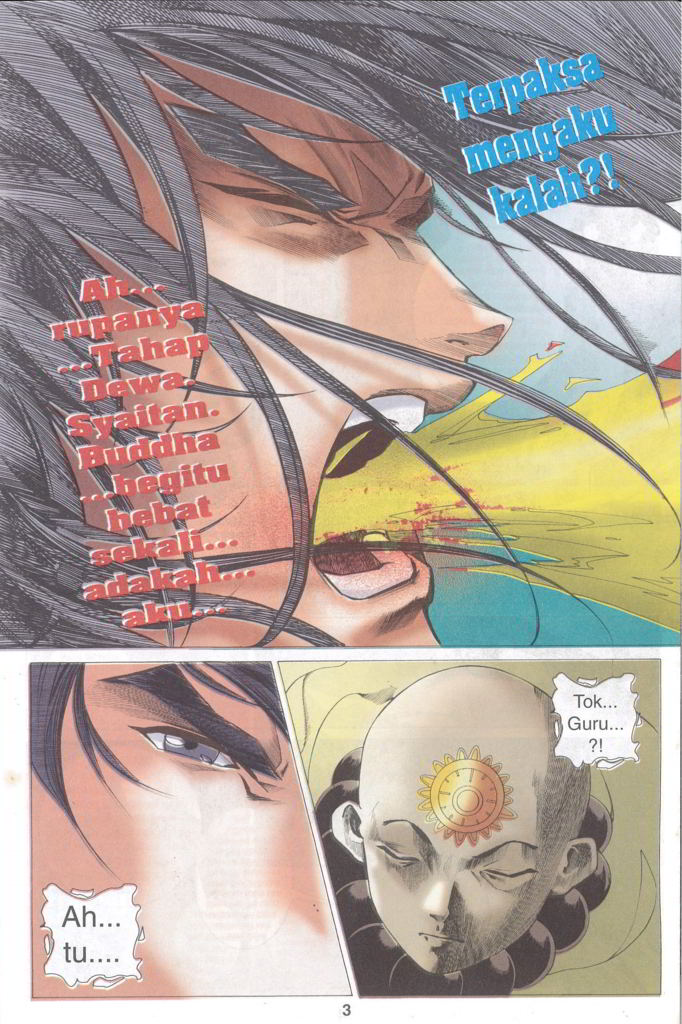 Terpaksa
mengaku
kalah?!
Ah...
rupanya
...Tahap
Dewa.
Syaitan.
Buddha
...begitu
hebat
sekali...
adakah...
aku...
Ah...
tu....
Tok...
Guru...
?!
3